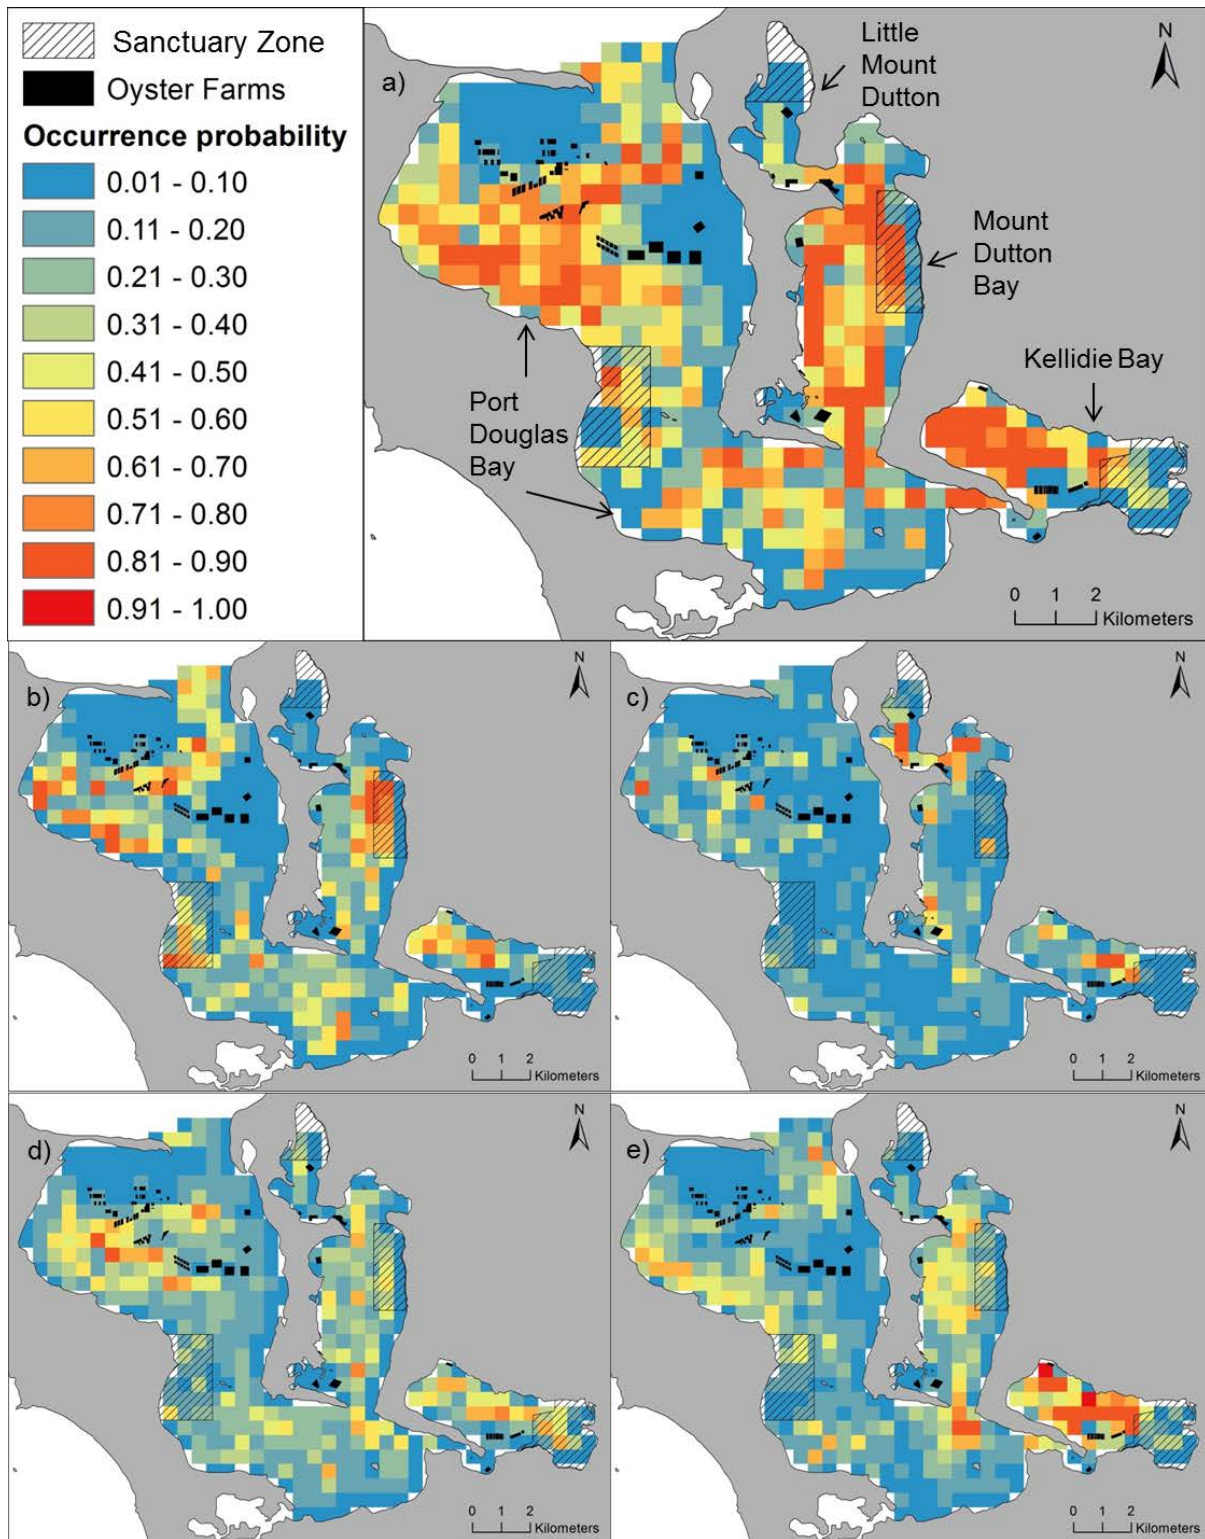 Sanctuary Zone
Oyster Farms
Occurrence probability
0.01 - 0.10
0.11 - 0.20
0.21 - 0.30
0.31 - 0.40
0.41 - 0.50
0.51 - 0.60
0.61 - 0.70
0.71 - 0.80
0.81 - 0.90
0.91 - 1.00
a)
Little
Mount
Dutton
N
Mount
Dutton
Bay
Kellidie Bay
Port
Douglas
Bay
0 1 2
Kilometers
b)
N
0 1 2
Kilometers
c)
N
0 1 2
Kilometers
d)
N
0 1 2
Kilometers
e)
N
0 1 2
Kilometers